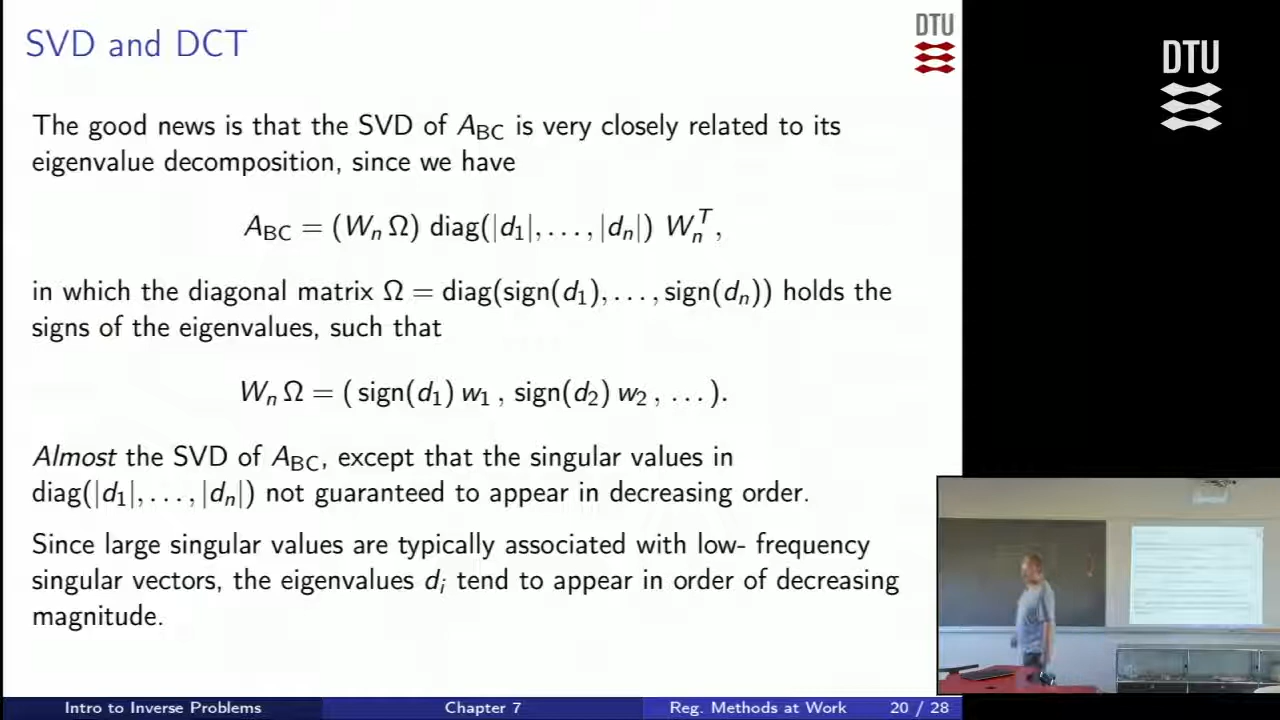 SVD and DCT
DTU
DTU
The good news is that the SVD of A_BC is very closely related to its
eigenvalue decomposition, since we have
A_BC = (W_n Ω) diag(|d_1|, . . . , |d_n|) W_n^T,
in which the diagonal matrix Ω = diag(sign(d_1), . . . , sign(d_n)) holds the
signs of the eigenvalues, such that
W_n Ω = ( sign(d_1) w_1 , sign(d_2) w_2 , . . . ).
Almost the SVD of A_BC, except that the singular values in
diag(|d_1|, . . . , |d_n|) not guaranteed to appear in decreasing order.
Since large singular values are typically associated with low- frequency
singular vectors, the eigenvalues d_i tend to appear in order of decreasing
magnitude.
Intro to Inverse Problems Chapter 7 Reg. Methods at Work 20 / 28